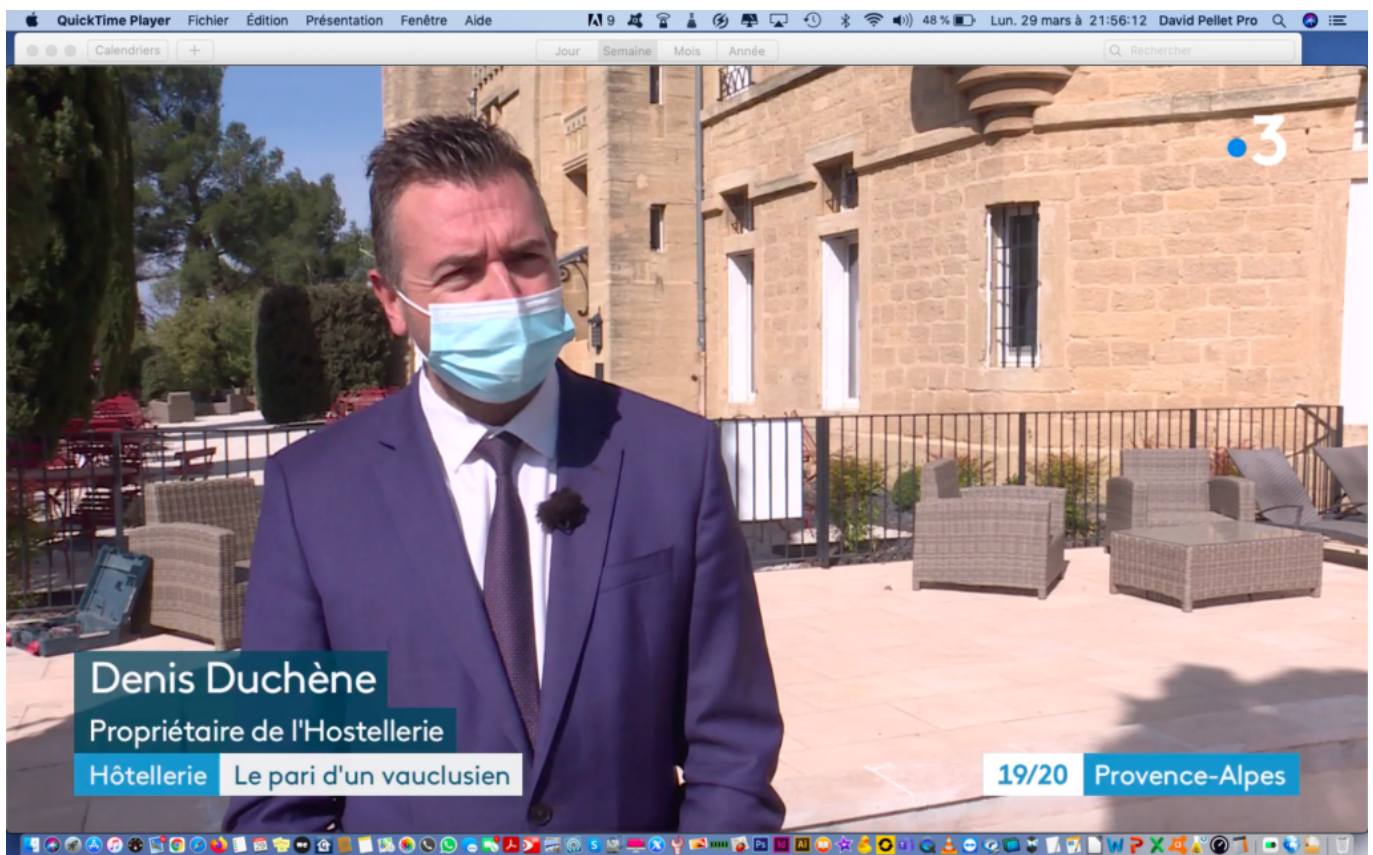 QuickTime Player Fichier Édition Présentation Fenêtre Aide 9 48 % Lun. 29 mars à 21:56:12 David Pellet Pro
Calendriers + Jour Semaine Mois Année Rechercher
3
Denis Duchène
Propriétaire de l'Hostellerie
Hôtellerie Le pari d'un vauclusien
19/20 Provence-Alpes